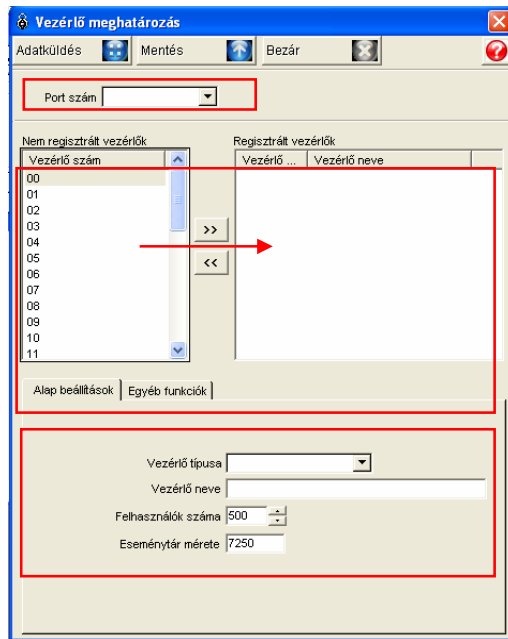 Vezérlő meghatározás
Adatküldés Mentés Bezár
Port szám
Nem regisztrált vezérlők Regisztrált vezérlők
Vezérlő szám Vezérlő ... Vezérlő neve
00
01
02
03
04
05
06
07
08
09
10
11
>>
<<
Alap beállítások Egyéb funkciók
Vezérlő típusa
Vezérlő neve
Felhasználók száma 500
Eseménytár mérete 7250